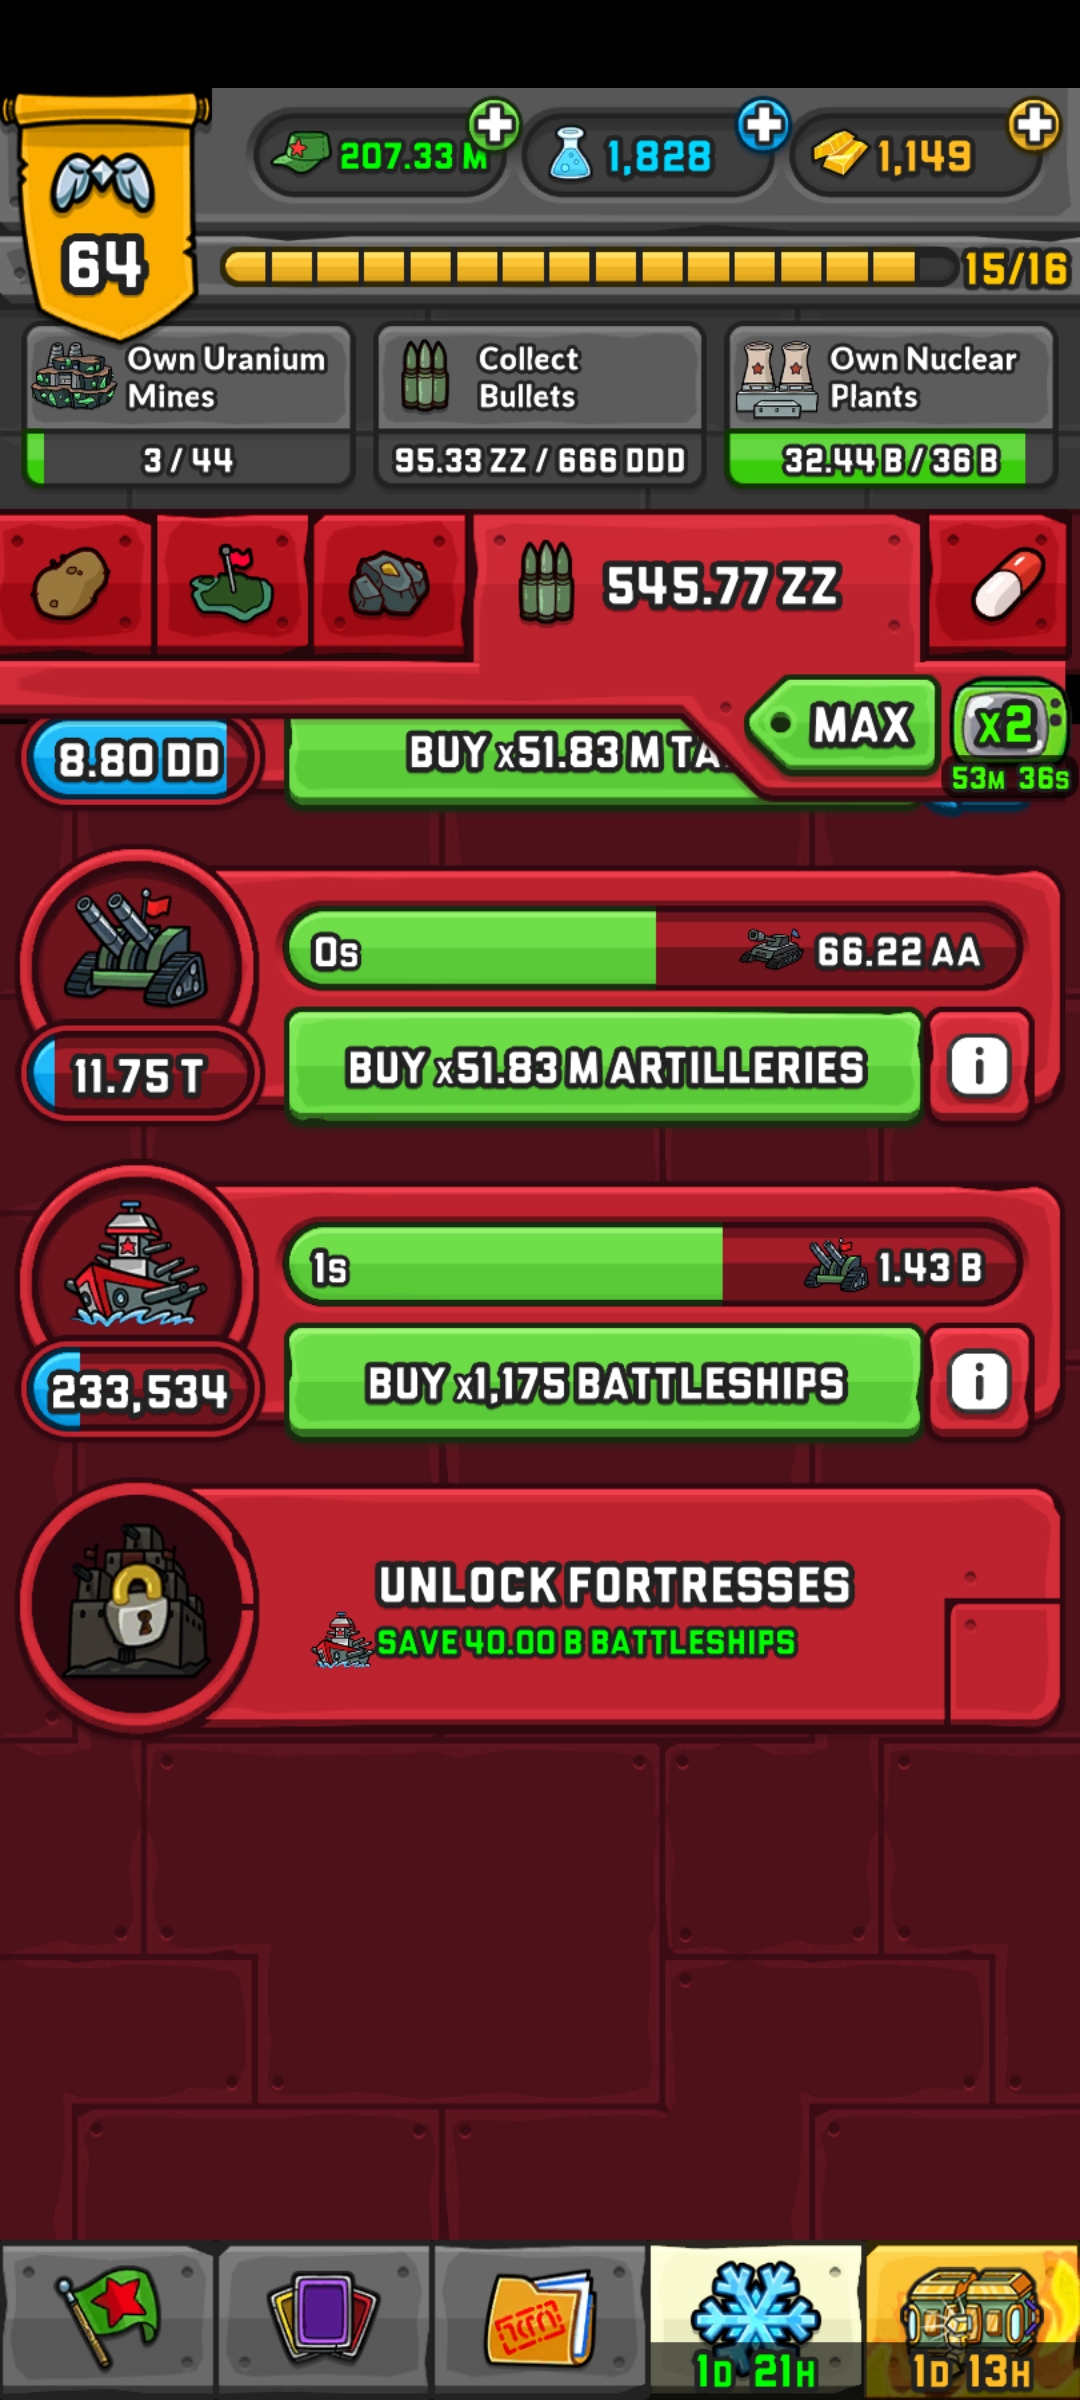 207.33 M
1,828
1,149
64
15/16
Own Uranium
Mines
3 / 44
Collect
Bullets
95.33 ZZ / 666 DDD
Own Nuclear
Plants
32.44 B / 36 B
545.77 ZZ
MAX
x2
53M 36S
8.80 DD
BUY x51.83 M TA
0s
66.22 AA
11.75 T
BUY x51.83 M ARTILLERIES
i
1s
1.43 B
233,534
BUY x1,175 BATTLESHIPS
i
UNLOCK FORTRESSES
SAVE 40.00 B BATTLESHIPS
1D 21H
1D 13H